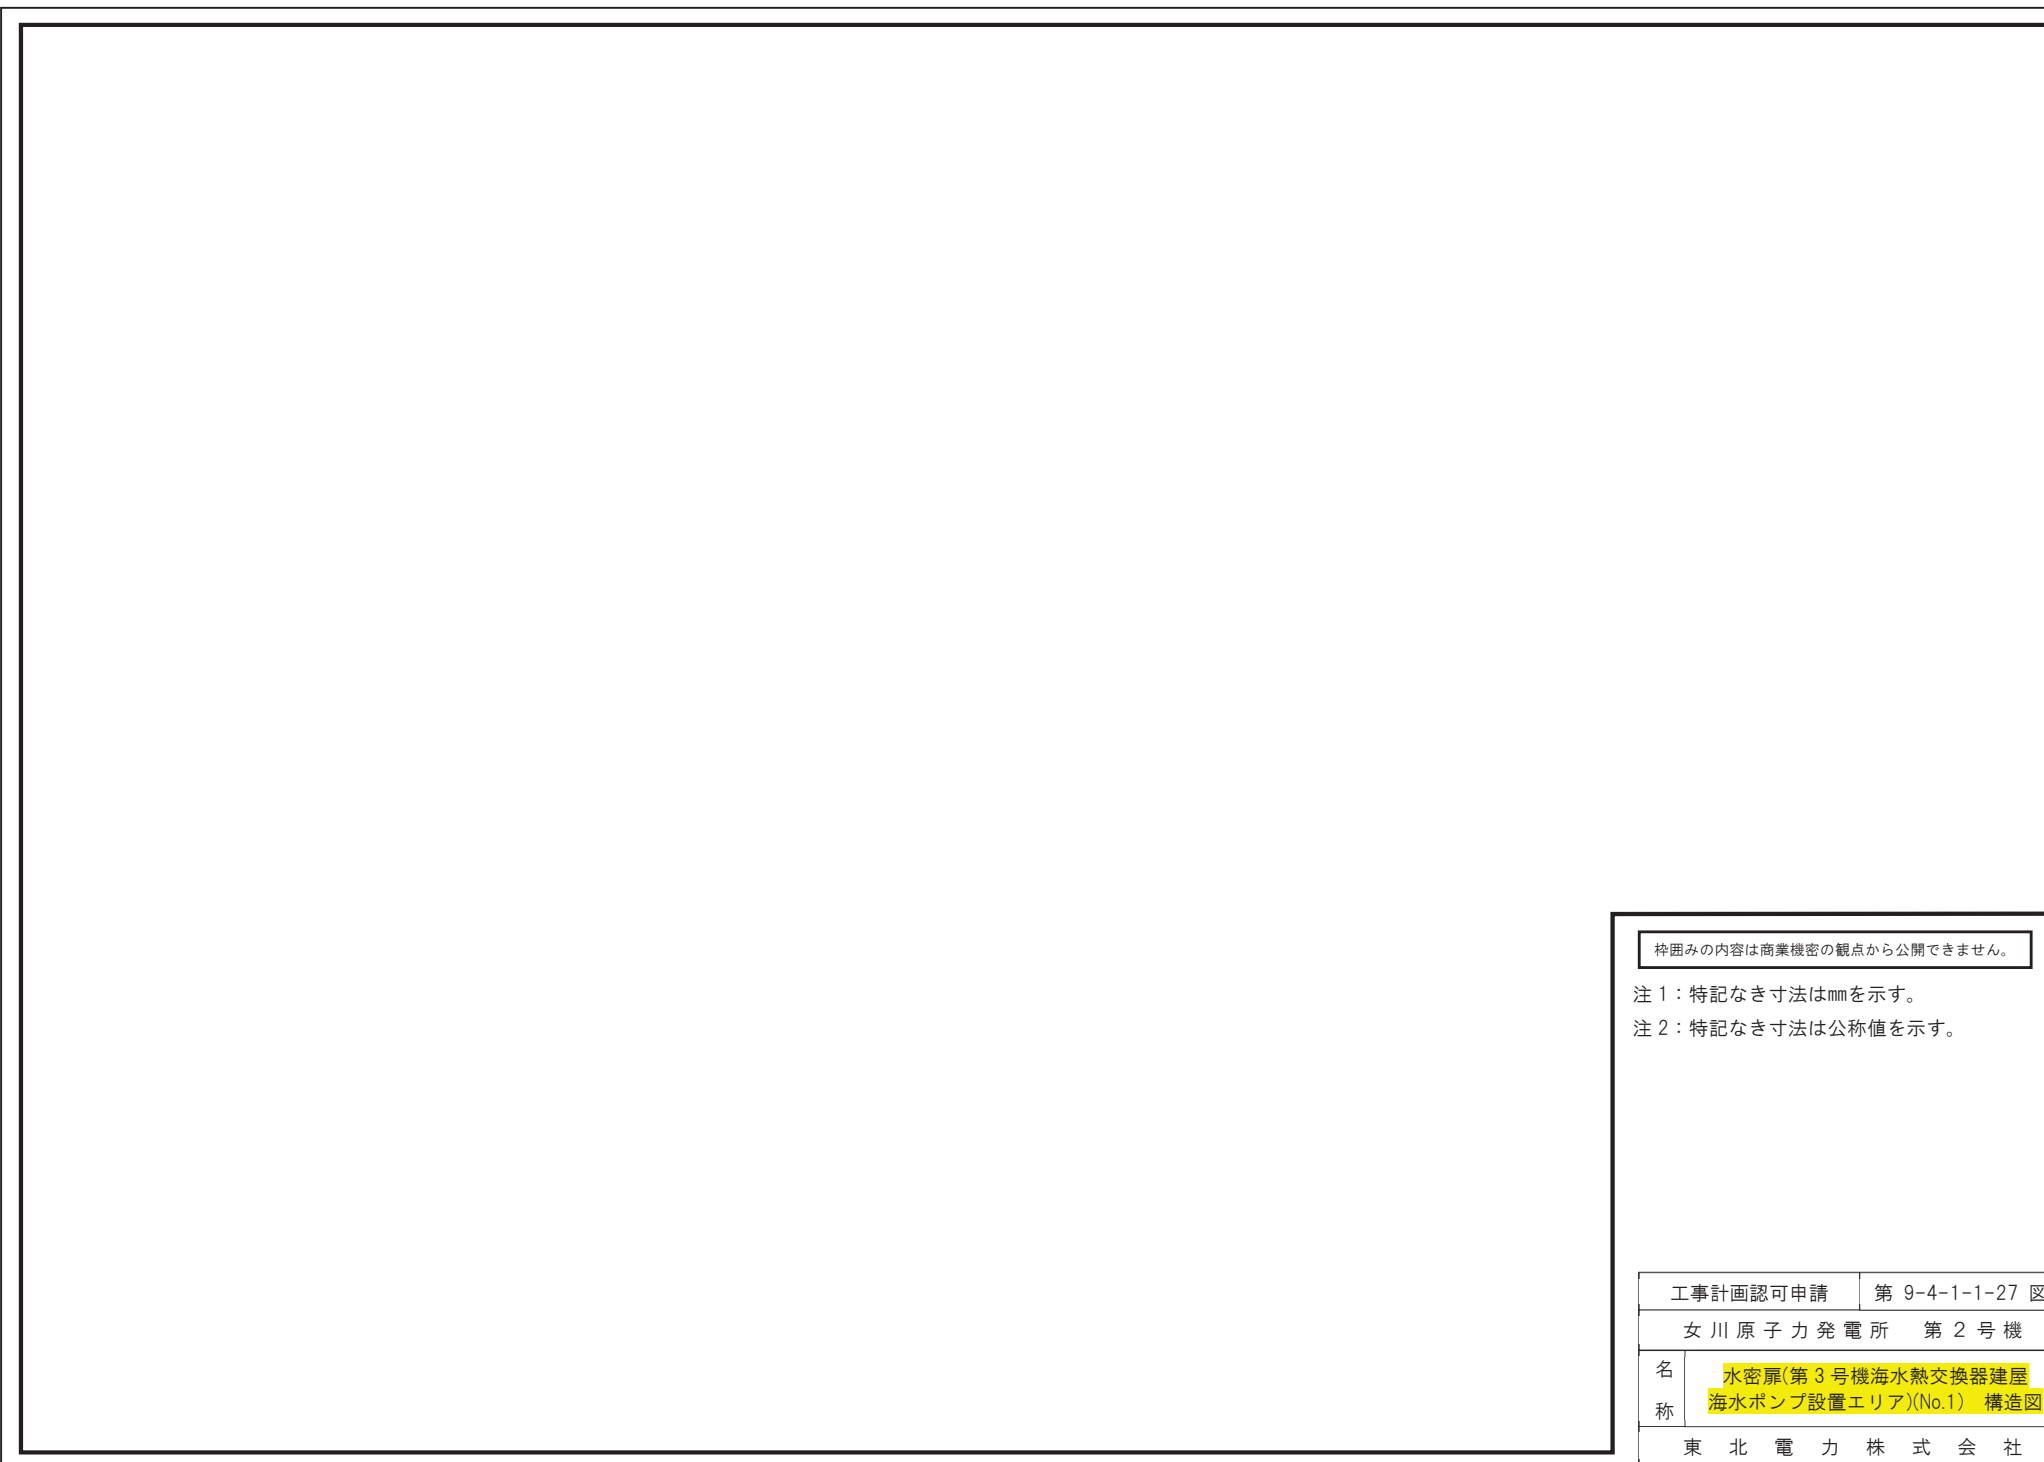 枠囲みの内容は商業機密の観点から公開できません。
注1：特記なき寸法は㎜を示す。
注2：特記なき寸法は公称値を示す。
工事計画認可申請 第 9-4-1-1-27 図
女川原子力発電所 第２号機
名称
水密扉(第３号機海水熱交換器建屋
海水ポンプ設置エリア)(No.1) 構造図
東北電力株式会社